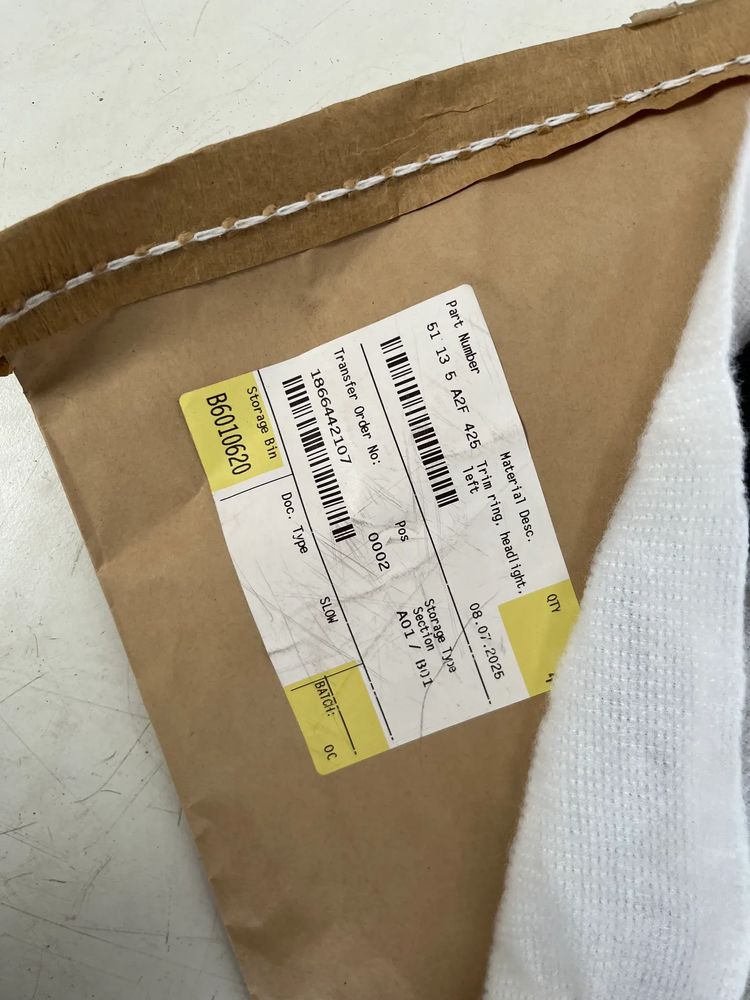 Part Number
51 13 5 A2F 425
Material Desc.
Trim ring, headlight,
left
QTY
08.07.2025
Transfer Order No:
1866442107
Pos
0002
Storage Type
Section
A01 / B01
Storage Bin
B6010620
Doc. Type
SLOW
BATCH:
OC